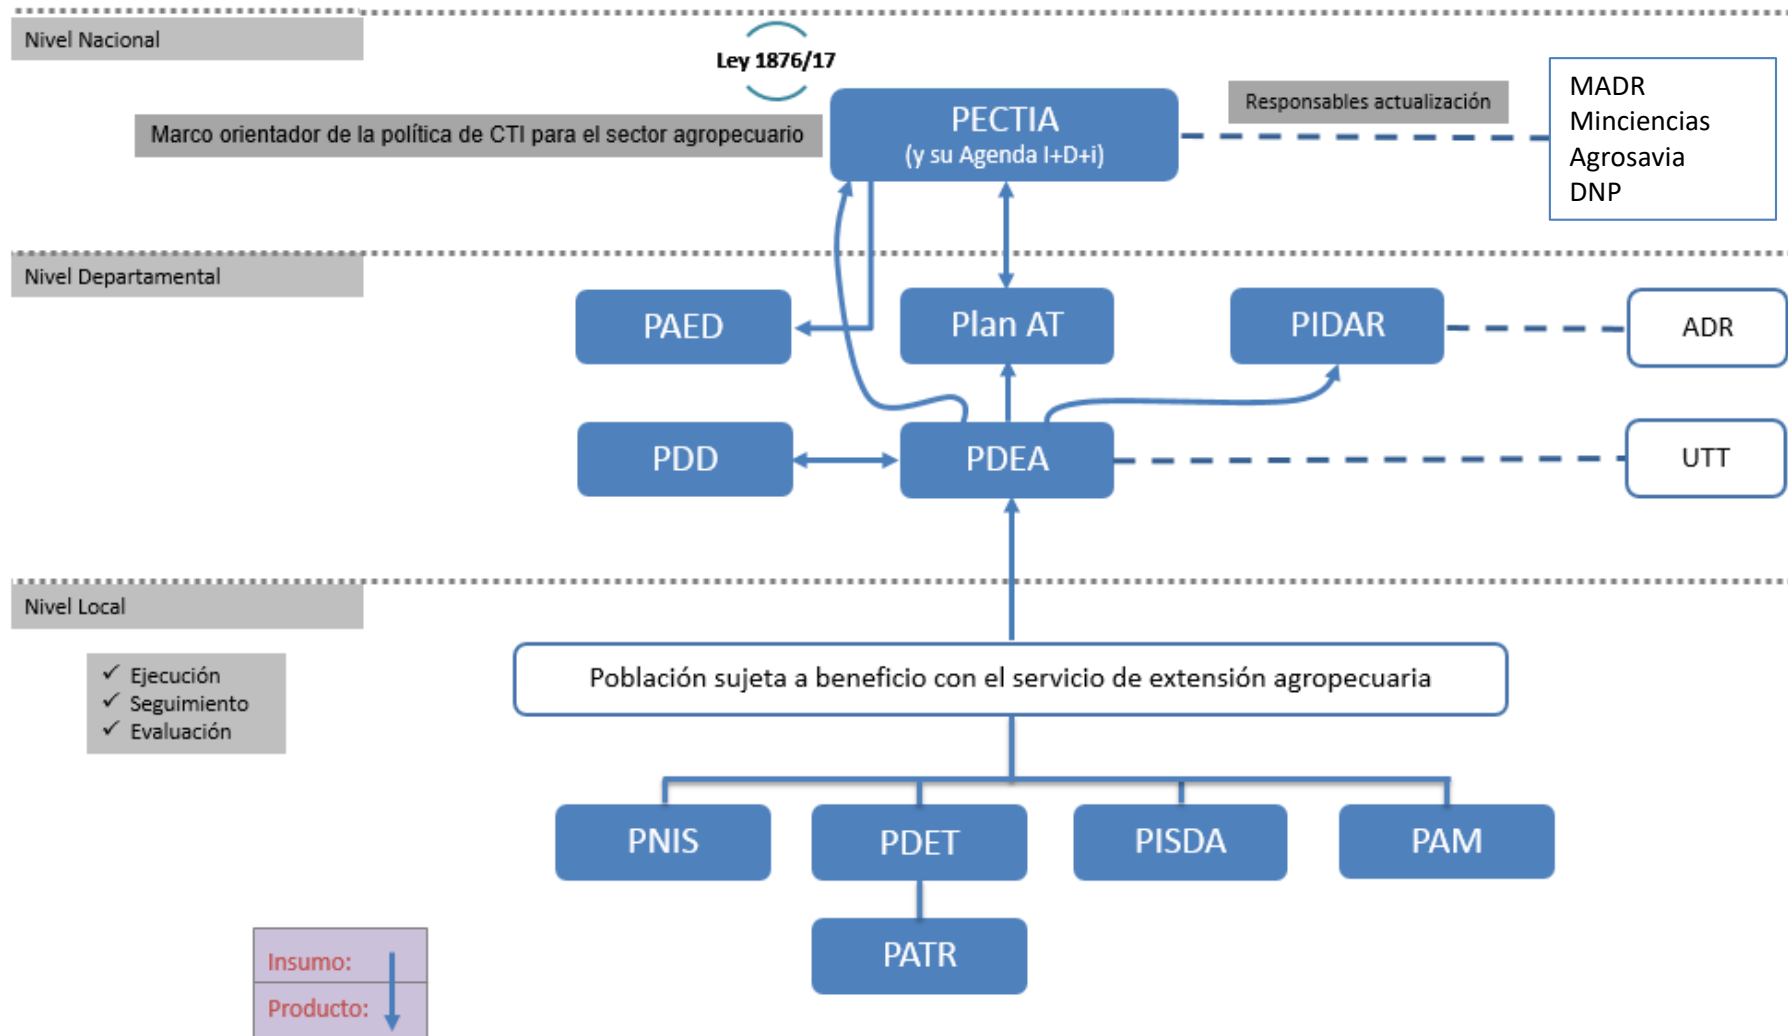 Nivel Nacional
Ley 1876/17
Marco orientador de la política de CTI para el sector agropecuario
PECTIA
(y su Agenda I+D+i)
Responsables actualización
MADR
Minciencias
Agrosavia
DNP
Nivel Departamental
PAED
Plan AT
PIDAR
ADR
PDD
PDEA
UTT
Nivel Local
✓ Ejecución
✓ Seguimiento
✓ Evaluación
Población sujeta a beneficio con el servicio de extensión agropecuaria
PNIS
PDET
PISDA
PAM
PATR
Insumo:
Producto: